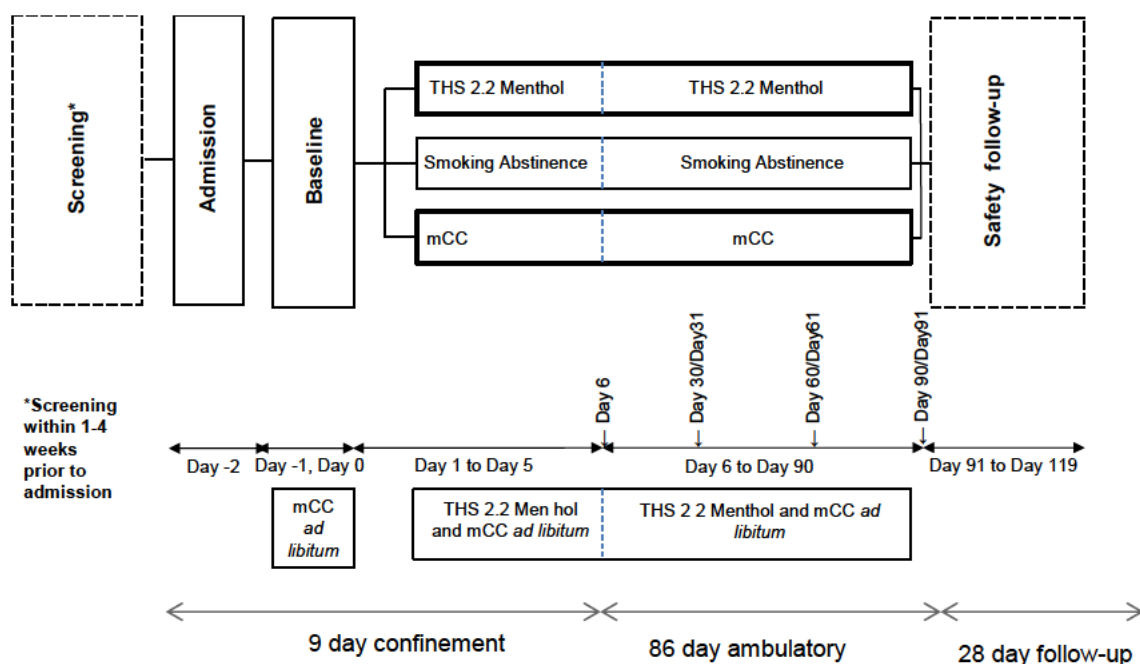 Screening*
Admission
Baseline
THS 2.2 Menthol
THS 2.2 Menthol
Smoking Abstinence
Smoking Abstinence
mCC
mCC
Safety follow-up
*Screening
within 1-4
weeks
prior to
admission
Day 6
Day 30/Day31
Day 60/Day61
Day 90/Day91
Day -2
Day -1, Day 0
Day 1 to Day 5
Day 6 to Day 90
Day 91 to Day 119
mCC
ad
libitum
THS 2.2 Men hol
and mCC ad libitum
THS 2 2 Menthol and mCC ad
libitum
9 day confinement
86 day ambulatory
28 day follow-up